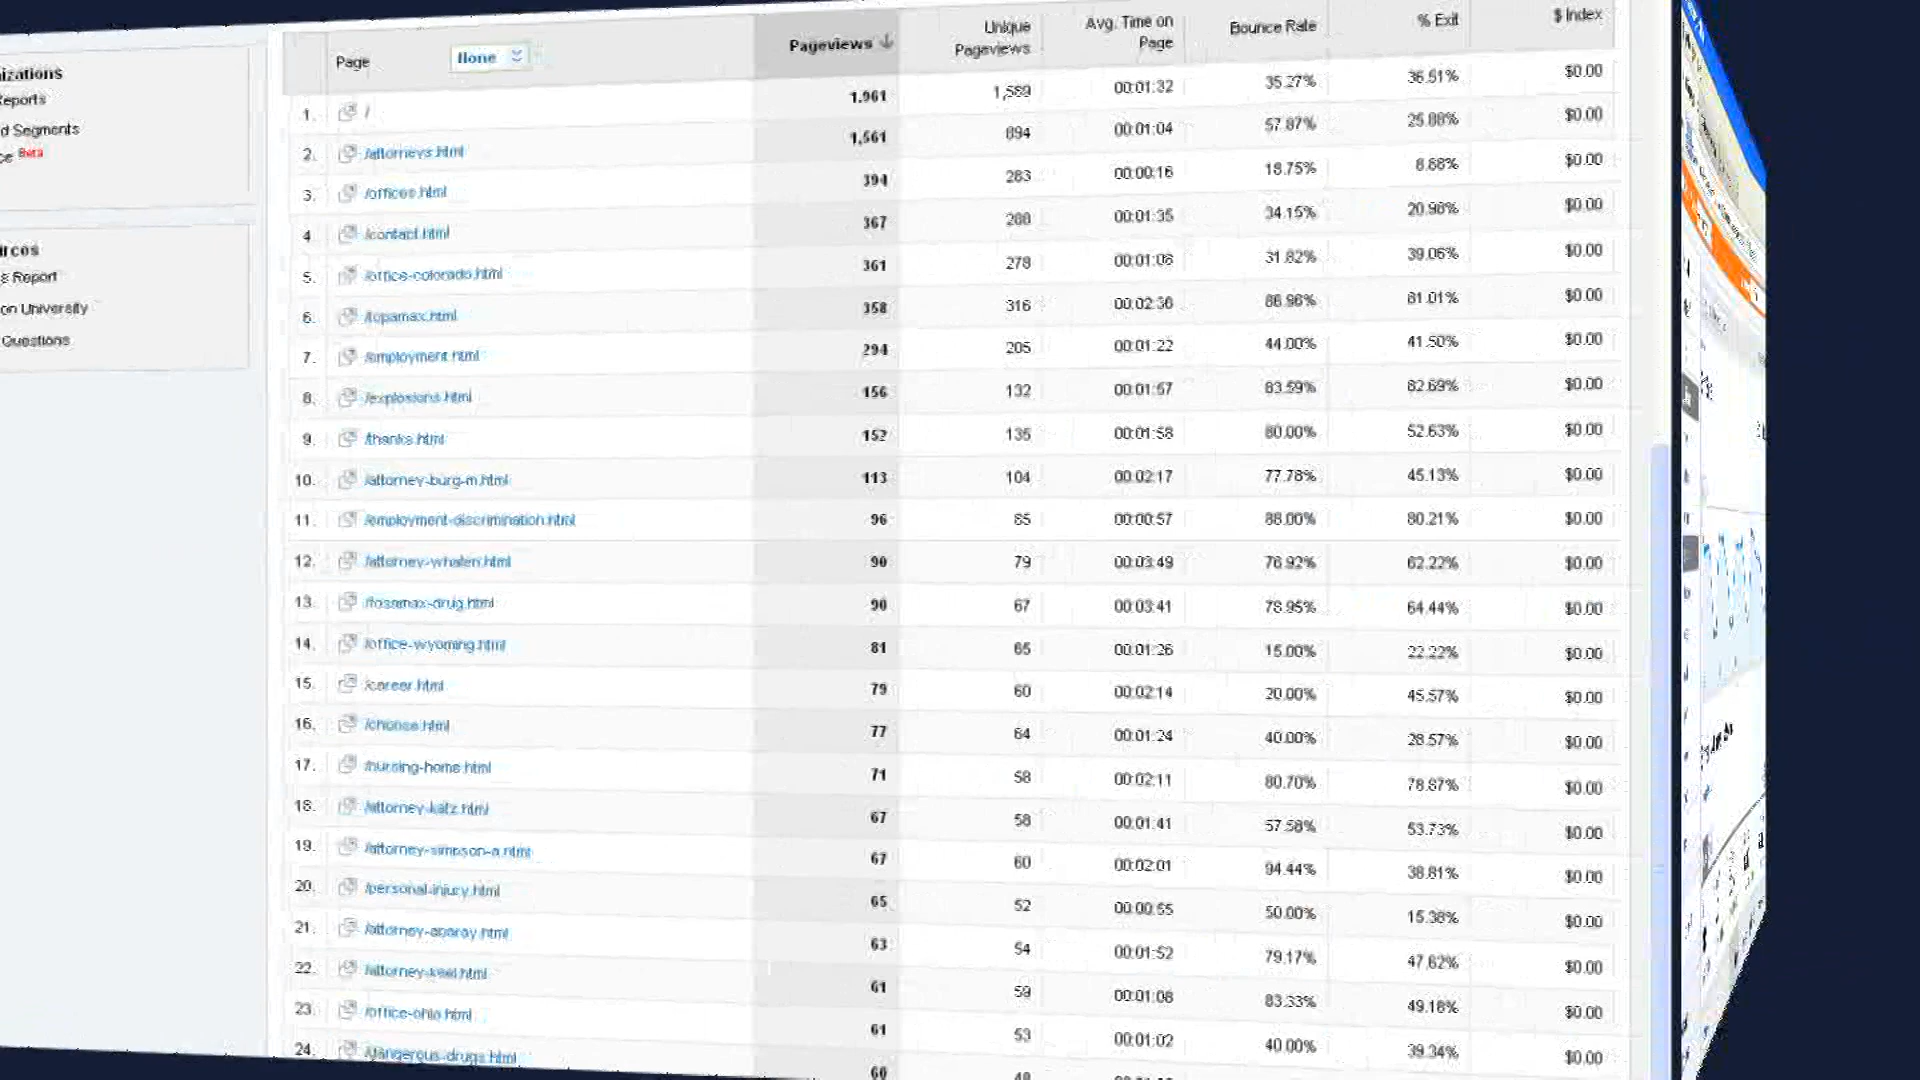 Page None Pageviews Unique Pageviews Avg. Time on Page Bounce Rate % Exit $ Index
1. / 1,961 1,589 00:01:32 35.27% 36.51% $0.00
2. /attorneys.html 1,561 894 00:01:04 57.87% 25.88% $0.00
3. /offices.html 394 283 00:00:16 18.75% 8.88% $0.00
4. /contact.html 367 288 00:01:35 34.15% 20.98% $0.00
5. /office-colorado.html 361 278 00:01:06 31.82% 39.06% $0.00
6. /topamax.html 358 316 00:02:36 86.96% 81.01% $0.00
7. /employment.html 294 205 00:01:22 44.00% 41.50% $0.00
8. /explosions.html 156 132 00:01:57 83.59% 82.69% $0.00
9. /thanks.html 152 135 00:01:58 80.00% 52.63% $0.00
10. /attorney-burg-m.html 113 104 00:02:17 77.78% 45.13% $0.00
11. /employment-discrimination.html 96 85 00:00:57 88.00% 80.21% $0.00
12. /attorney-whalen.html 90 79 00:03:49 76.92% 62.22% $0.00
13. /fosamax-drug.html 90 67 00:03:41 78.95% 64.44% $0.00
14. /office-wyoming.html 81 65 00:01:26 15.00% 22.22% $0.00
15. /career.html 79 60 00:02:14 20.00% 45.57% $0.00
16. /choose.html 77 64 00:01:24 40.00% 28.57% $0.00
17. /nursing-home.html 71 58 00:02:11 80.70% 78.87% $0.00
18. /attorney-katz.html 67 58 00:01:41 57.58% 53.73% $0.00
19. /attorney-simpson-a.html 67 60 00:02:01 94.44% 38.81% $0.00
20. /personal-injury.html 65 52 00:00:55 50.00% 15.38% $0.00
21. 63 54 00:01:52 79.17% 47.62% $0.00
22. /attorney-keel.html 61 59 00:01:08 83.33% 49.18% $0.00
23. /office-ohio.html 61 53 00:01:02 40.00% 39.34% $0.00
24. /dangerous-drugs.html 60 48 $0.00
izations
Reports
d Segments
ce Beta
urces
s Report
on University
Questions